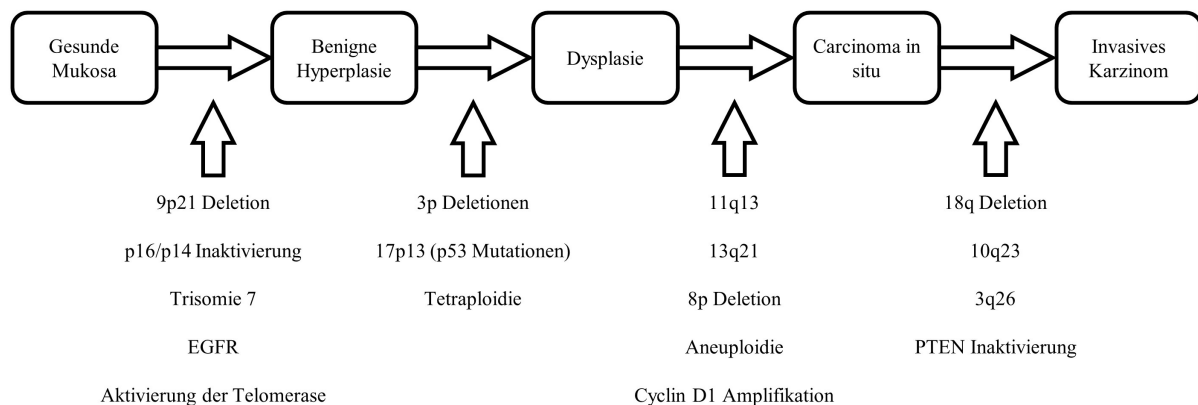 Gesunde
Mukosa
Benigne
Hyperplasie
Dysplasie
Carcinoma in
situ
Invasives
Karzinom
9p21 Deletion
p16/p14 Inaktivierung
Trisomie 7
EGFR
Aktivierung der Telomerase
3p Deletionen
17p13 (p53 Mutationen)
Tetraploidie
11q13
13q21
8p Deletion
Aneuploidie
Cyclin D1 Amplifikation
18q Deletion
10q23
3q26
PTEN Inaktivierung